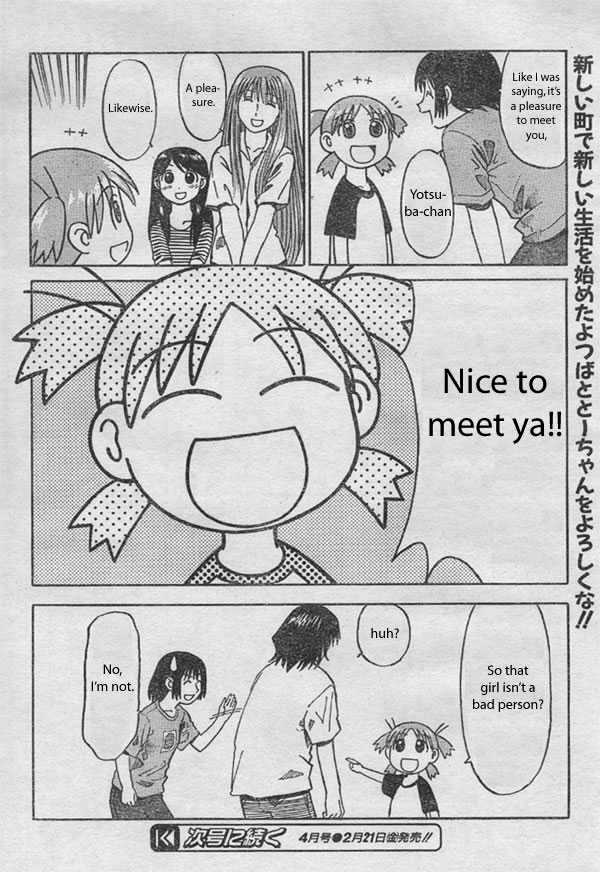 新しい町で新しい生活を始めたよつばととーちゃんをよろしくな!!
Like I was
saying, it's
a pleasure
to meet
you,
Yotsu-
ba-chan
A plea-
sure.
Likewise.
Nice to
meet ya!!
So that
girl isn't a
bad person?
huh?
No,
I'm not.
次号に続く 4月号●2月21日㊎発売!!